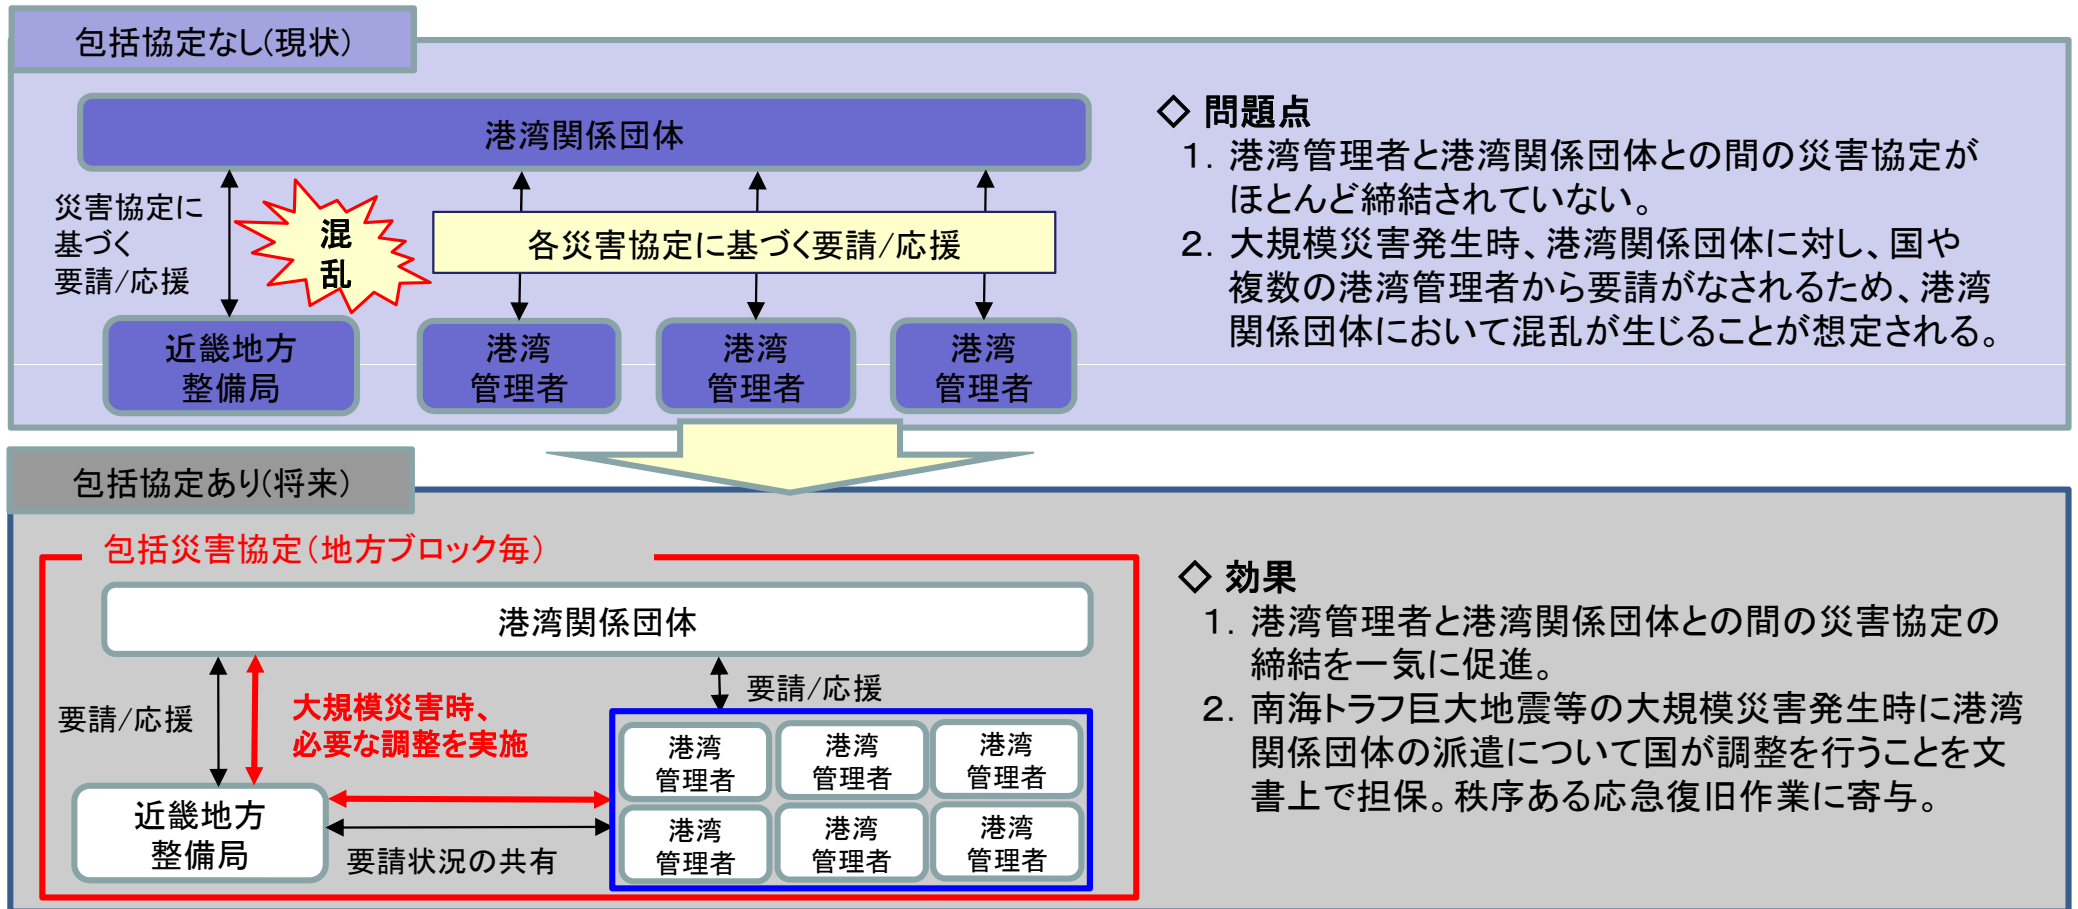 包括協定なし(現状)
港湾関係団体
災害協定に
基づく
要請/応援
混
乱
各災害協定に基づく要請/応援
近畿地方
整備局
港湾
管理者
港湾
管理者
港湾
管理者
◇ 問題点
１．港湾管理者と港湾関係団体との間の災害協定が
ほとんど締結されていない。
２．大規模災害発生時、港湾関係団体に対し、国や
複数の港湾管理者から要請がなされるため、港湾
関係団体において混乱が生じることが想定される。
包括協定あり(将来)
包括災害協定（地方ブロック毎）
港湾関係団体
要請/応援
大規模災害時、
必要な調整を実施
要請/応援
近畿地方
整備局
要請状況の共有
港湾
管理者
港湾
管理者
港湾
管理者
港湾
管理者
港湾
管理者
港湾
管理者
◇ 効果
１．港湾管理者と港湾関係団体との間の災害協定の
締結を一気に促進。
２．南海トラフ巨大地震等の大規模災害発生時に港湾
関係団体の派遣について国が調整を行うことを文
書上で担保。秩序ある応急復旧作業に寄与。